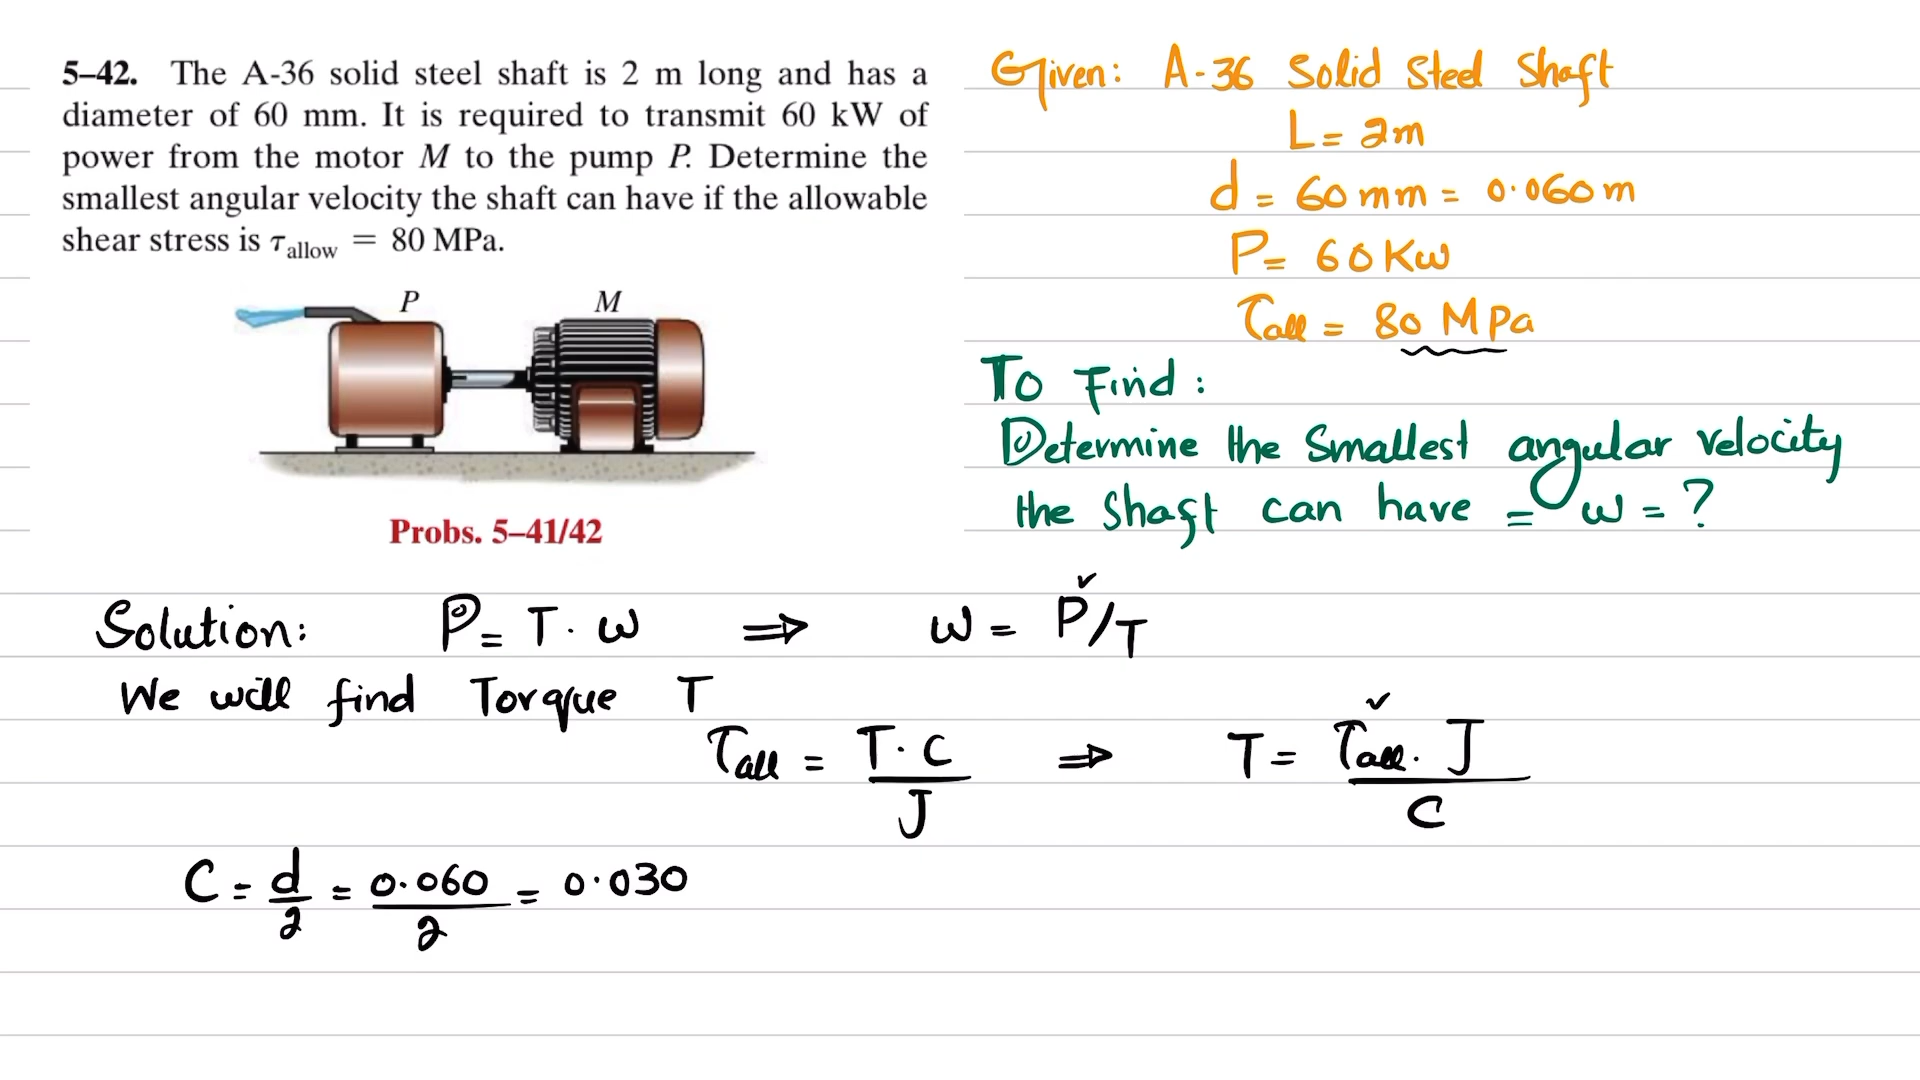 5–42. The A-36 solid steel shaft is 2 m long and has a
diameter of 60 mm. It is required to transmit 60 kW of
power from the motor M to the pump P. Determine the
smallest angular velocity the shaft can have if the allowable
shear stress is τallow = 80 MPa.
P M
Probs. 5–41/42
Given: A-36 Solid Steel Shaft
L = 2m
d = 60 mm = 0.060 m
P = 60 Kw
τall = 80 MPa
To Find:
Determine the Smallest angular velocity
the Shaft can have = ω = ?
Solution: P = T · ω ⇒ ω = P/T
We will find Torque T
τall = T·C/J ⇒ T = τall · J/C
C = d/2 = 0.060/2 = 0.030